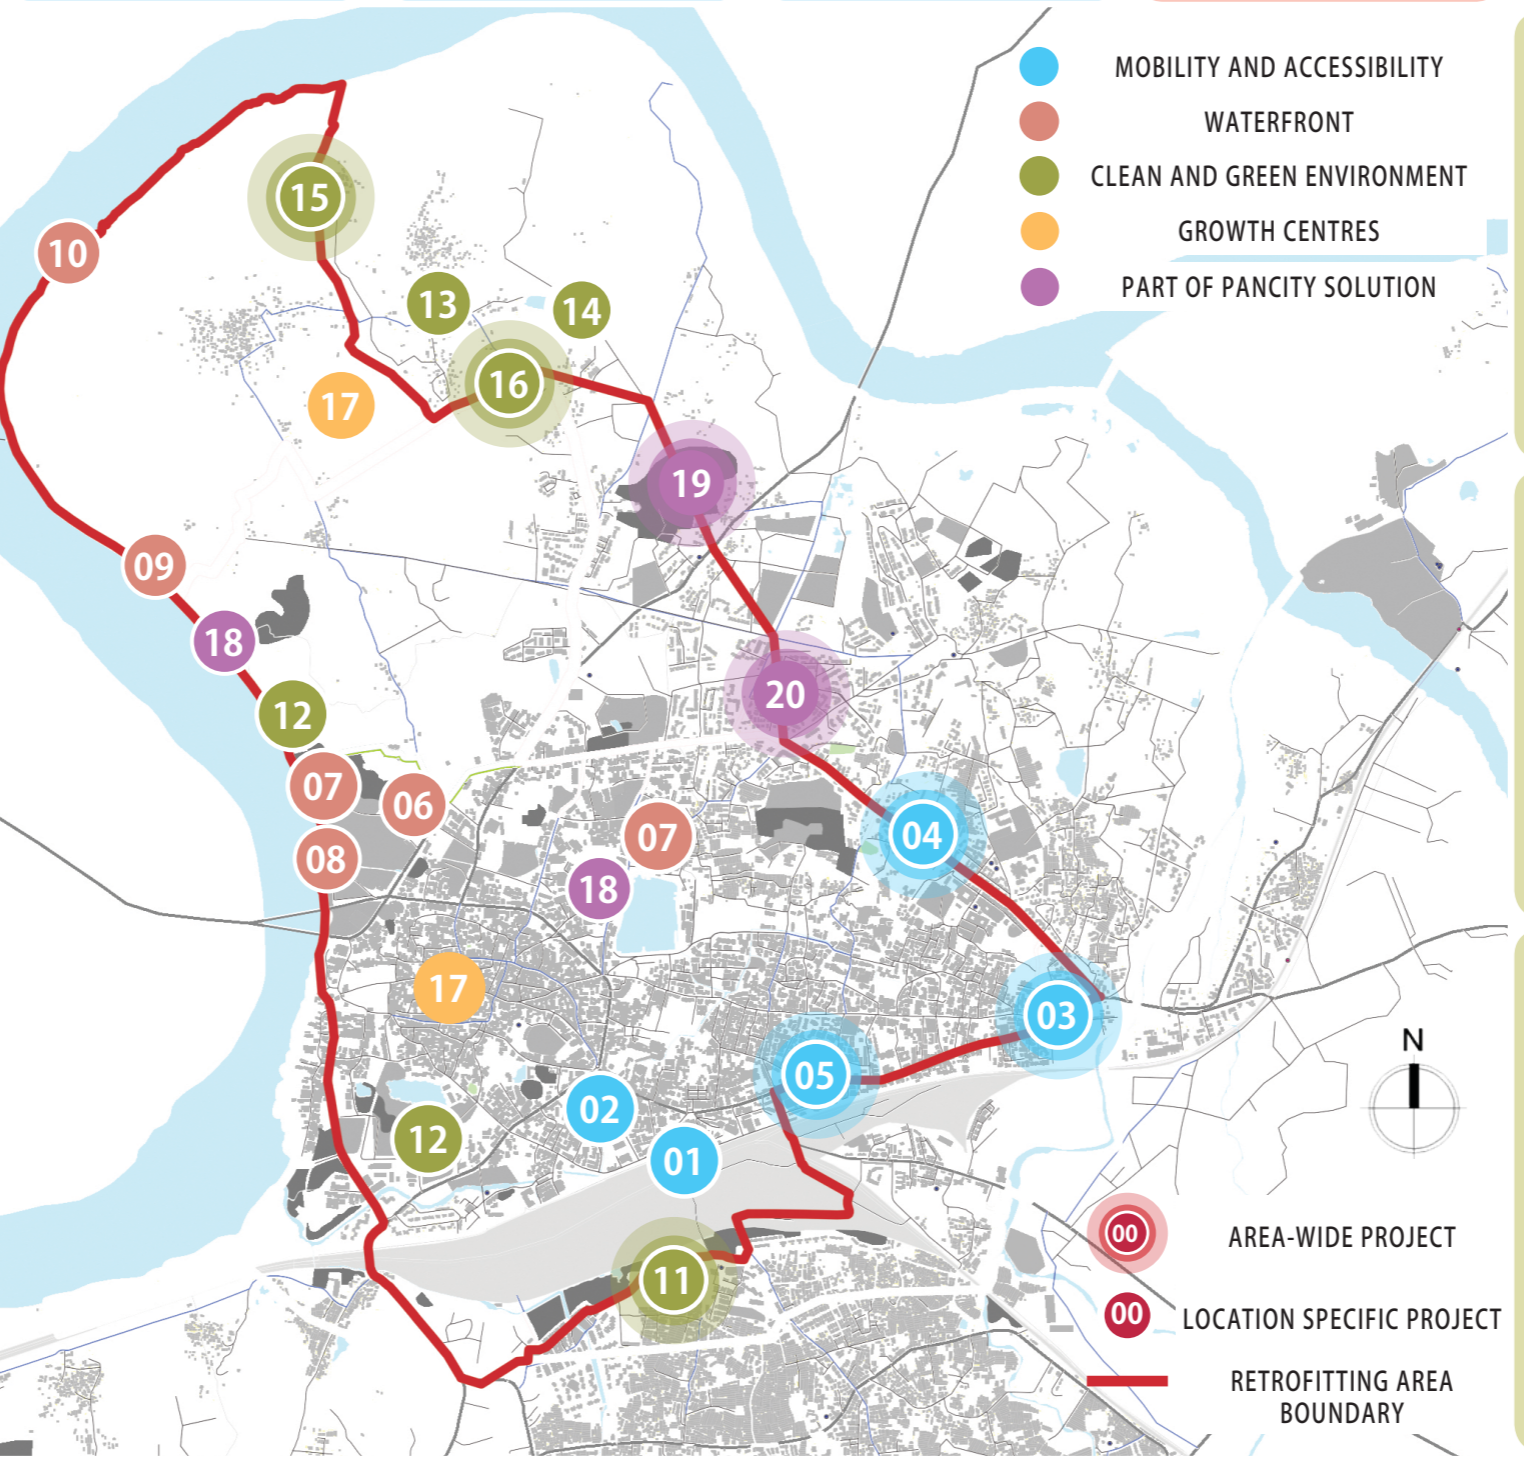 MOBILITY AND ACCESSIBILITY
WATERFRONT
CLEAN AND GREEN ENVIRONMENT
GROWTH CENTRES
PART OF PANCITY SOLUTION
15
10
13
14
16
17
19
09
18
12
20
07
06
07
04
08
18
17
03
05
02
12
01
11
N
00
AREA-WIDE PROJECT
00
LOCATION SPECIFIC PROJECT
RETROFITTING AREA
BOUNDARY